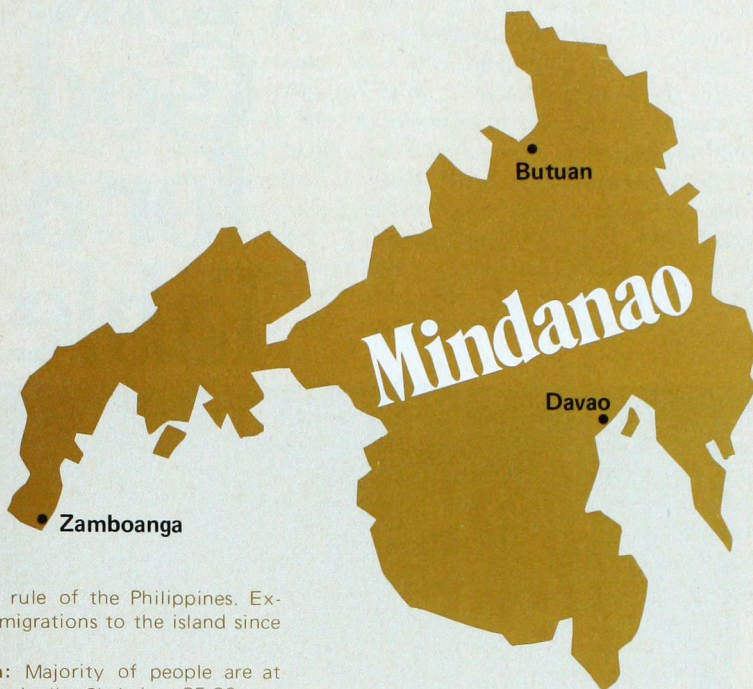 Butuan
Mindanao
Davao
Zamboanga
rule of the Philippines. Ex-
migrations to the island since
: Majority of people are at